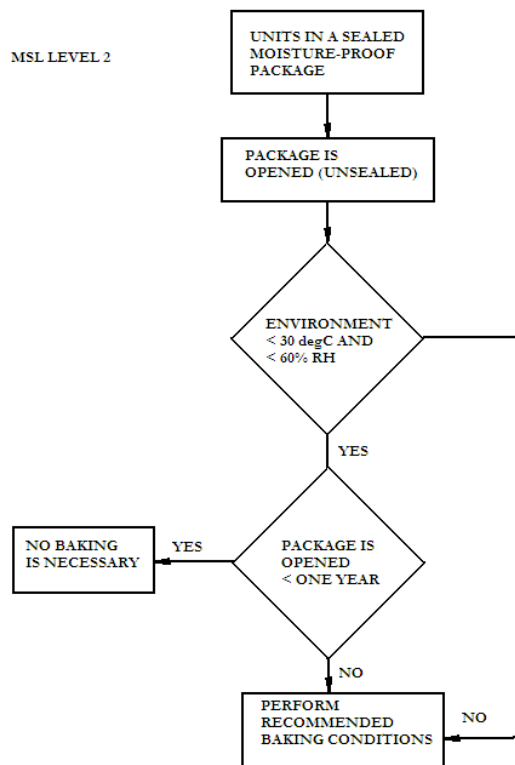 UNITS IN A SEALED
MOISTURE-PROOF
PACKAGE
MSL LEVEL 2
PACKAGE IS
OPENED (UNSEALED)
ENVIRONMENT
< 30 degC AND
< 60% RH
YES
NO BAKING
IS NECESSARY
YES
PACKAGE IS
OPENED
< ONE YEAR
NO
PERFORM
RECOMMENDED
BAKING CONDITIONS
NO